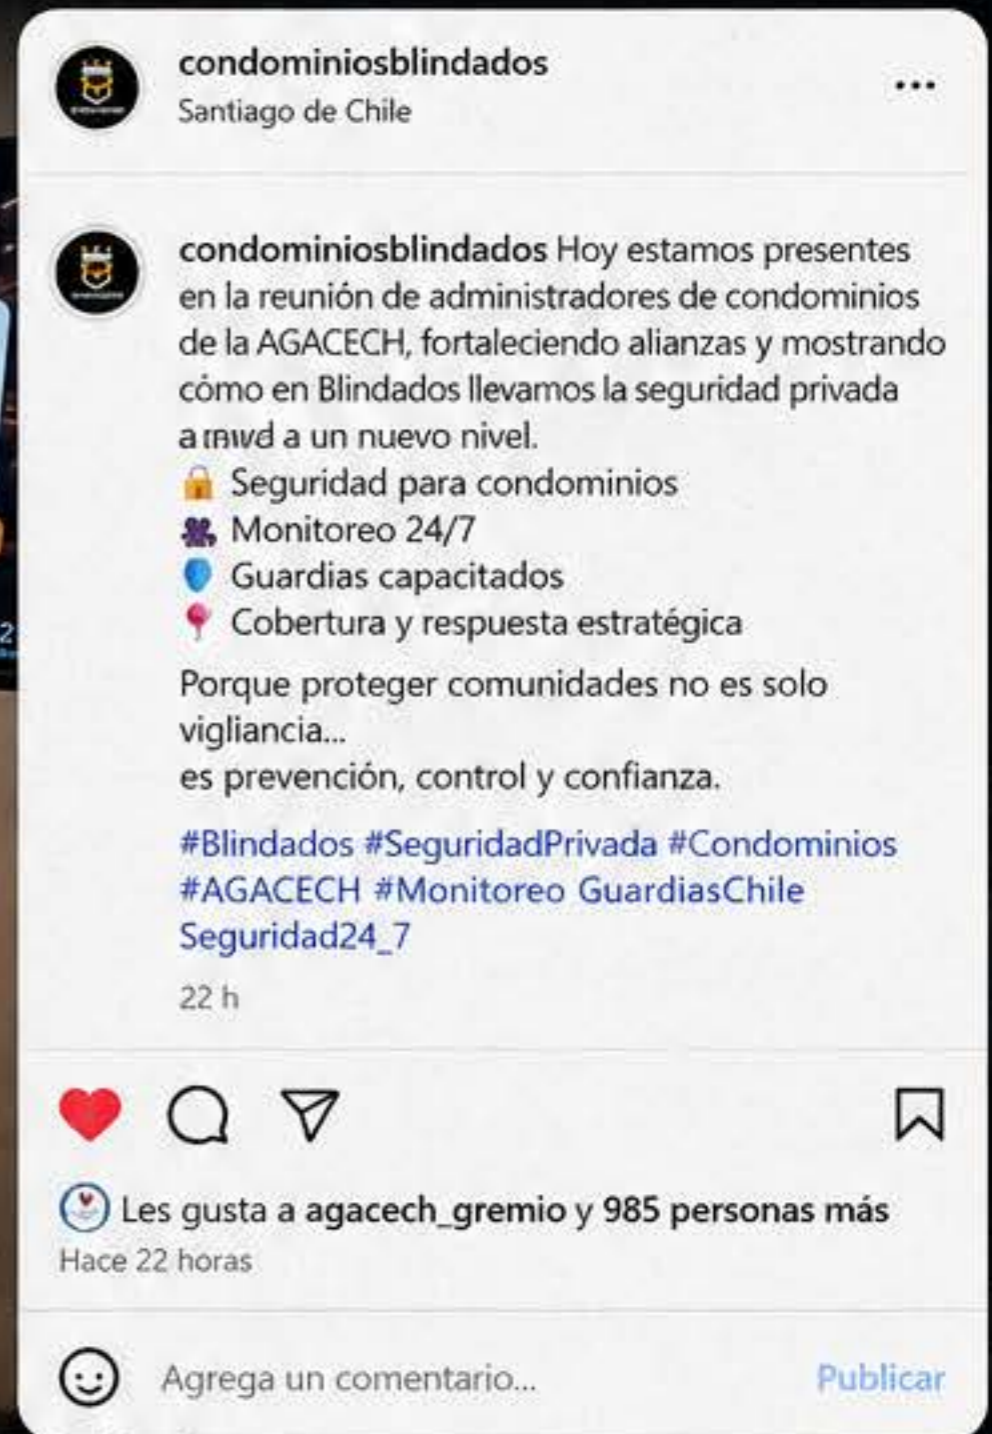 condominiosblindados
Santiago de Chile
condominiosblindados Hoy estamos presentes
en la reunión de administradores de condominios
de la AGACECH, fortaleciendo alianzas y mostrando
cómo en Blindados llevamos la seguridad privada
a un nuevo nivel.
Seguridad para condominios
Monitoreo 24/7
Guardias capacitados
Cobertura y respuesta estratégica
Porque proteger comunidades no es solo
vigliancia...
es prevención, control y confianza.
#Blindados #SeguridadPrivada #Condominios
#AGACECH #Monitoreo GuardiasChile
Seguridad24_7
22 h
Les gusta a agacech_gremio y 985 personas más
Hace 22 horas
Agrega un comentario...
Publicar